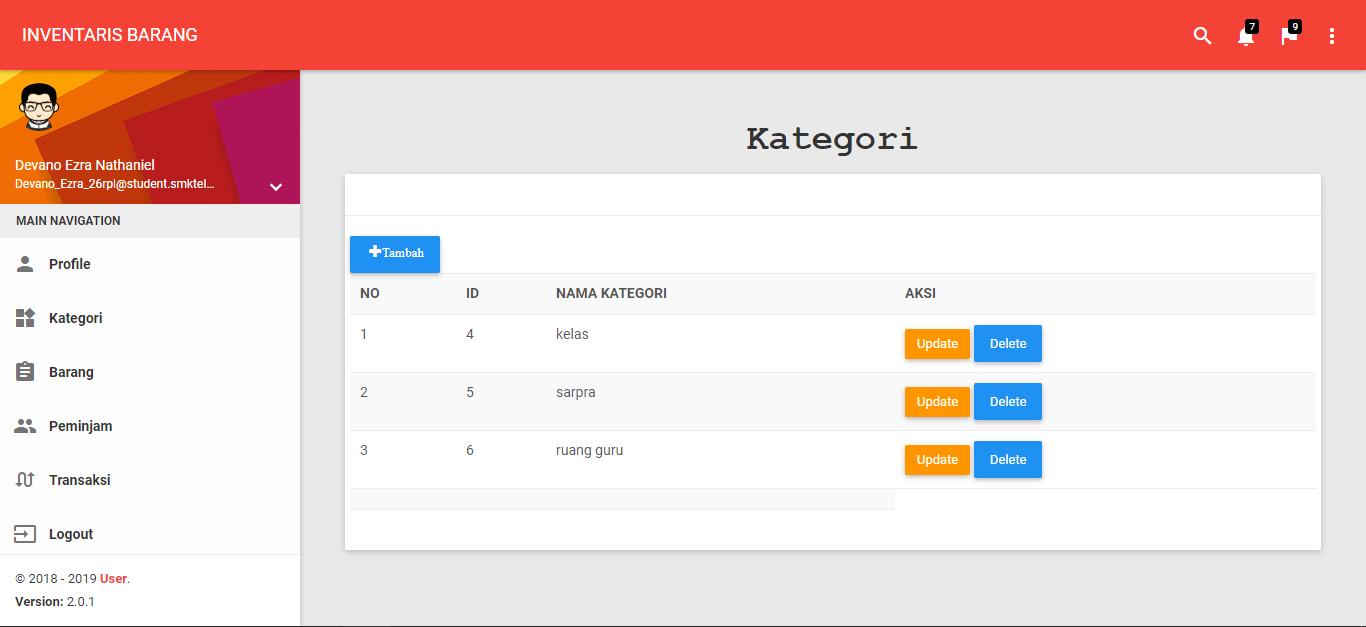 INVENTARIS BARANG
7
9
Devano Ezra Nathaniel
Devano_Ezra_26rpl@student.smktel...
MAIN NAVIGATION
Profile
Kategori
Barang
Peminjam
Transaksi
Logout
© 2018 - 2019 User.
Version: 2.0.1
Kategori
Tambah
NO ID NAMA KATEGORI AKSI
1 4 kelas Update Delete
2 5 sarpra Update Delete
3 6 ruang guru Update Delete